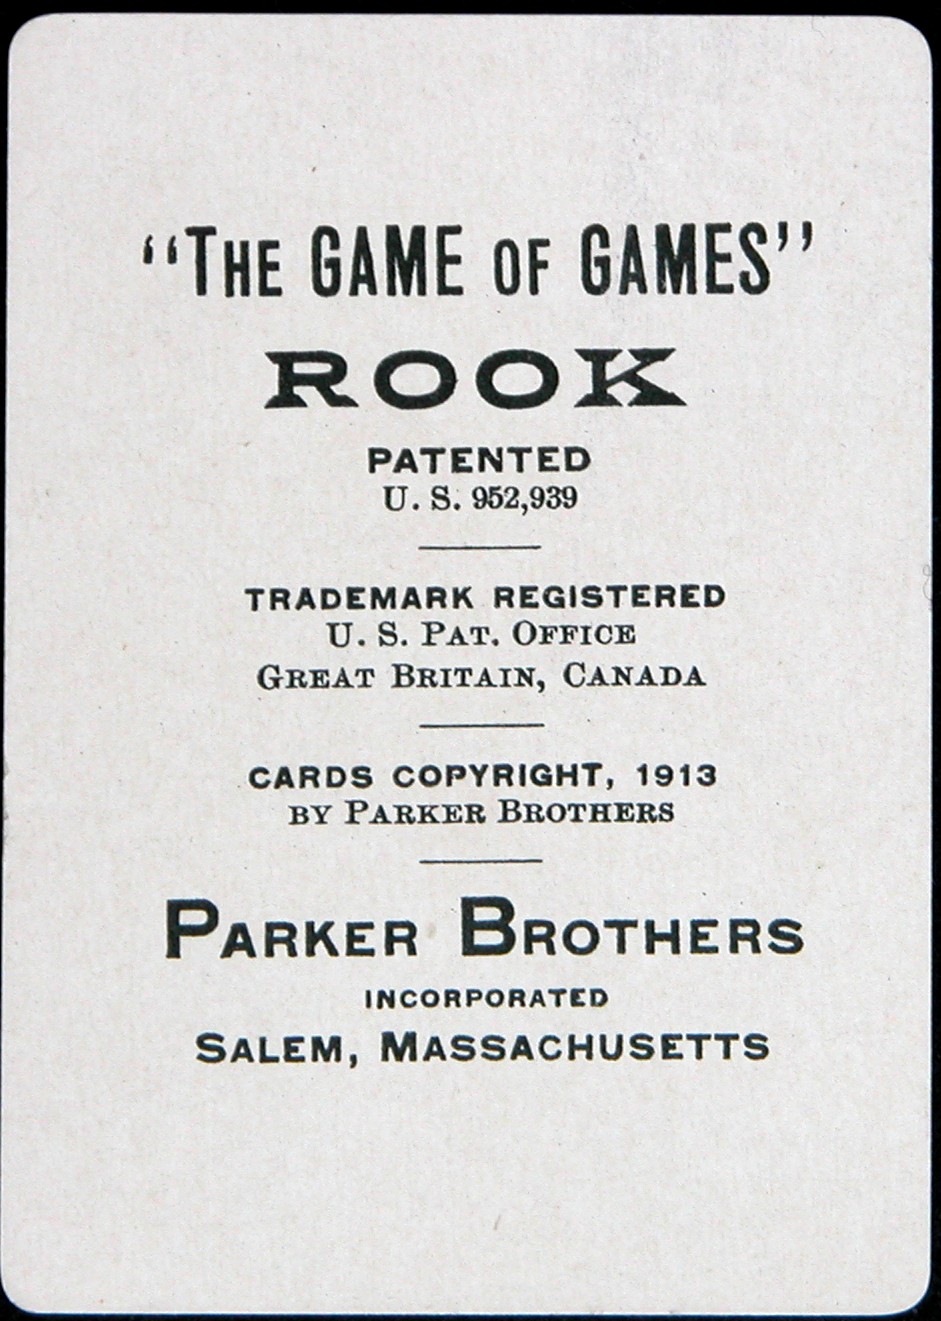 “The GAME OF GAMES”
ROOK
PATENTED
U. S. 952,939
TRADEMARK REGISTERED
U. S. Pat. Office
Great Britain, Canada
CARDS COPYRIGHT, 1913
by Parker Brothers
Parker Brothers
INCORPORATED
Salem, Massachusetts